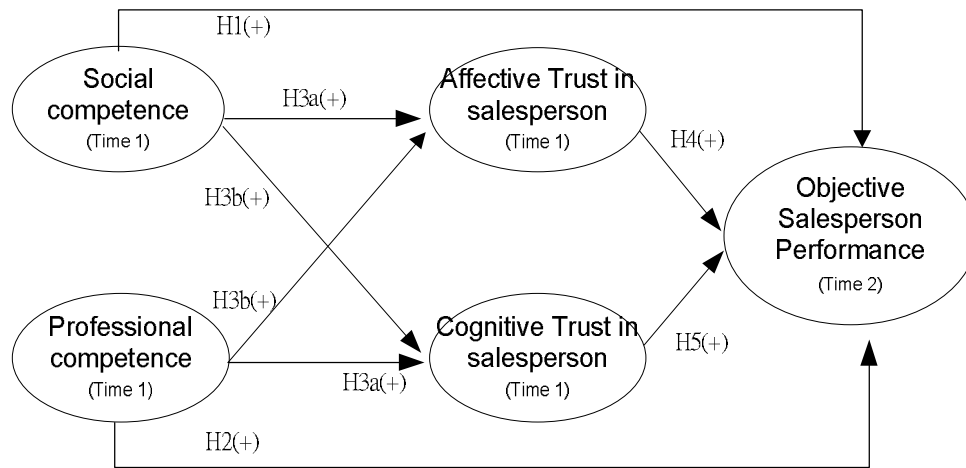 H1(+)
Social
competence
(Time 1)
H3a(+)
Affective Trust in
salesperson
(Time 1)
H4(+)
H3b(+)
Objective
Salesperson
Performance
(Time 2)
H3b(+)
Professional
competence
(Time 1)
H3a(+)
Cognitive Trust in
salesperson
(Time 1)
H5(+)
H2(+)